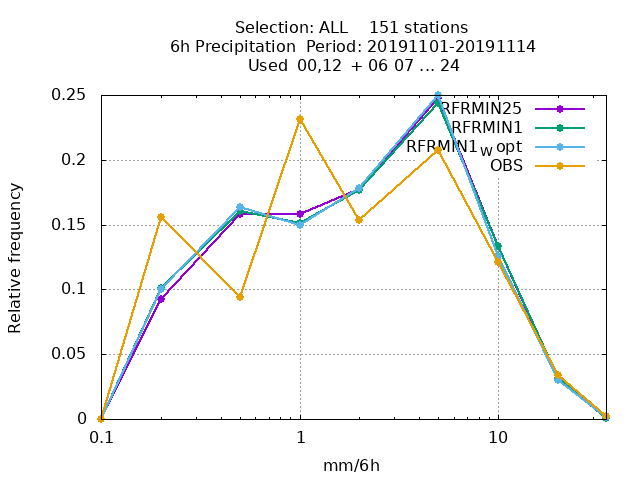 Selection: ALL    151 stations
6h Precipitation  Period: 20191101-20191114
Used  00,12  + 06 07 ... 24
Relative frequency
0.25
0.2
0.15
0.1
0.05
0
RFRMIN25
RFRMIN1
RFRMIN1w opt
OBS
0.1
1
10
mm/6h